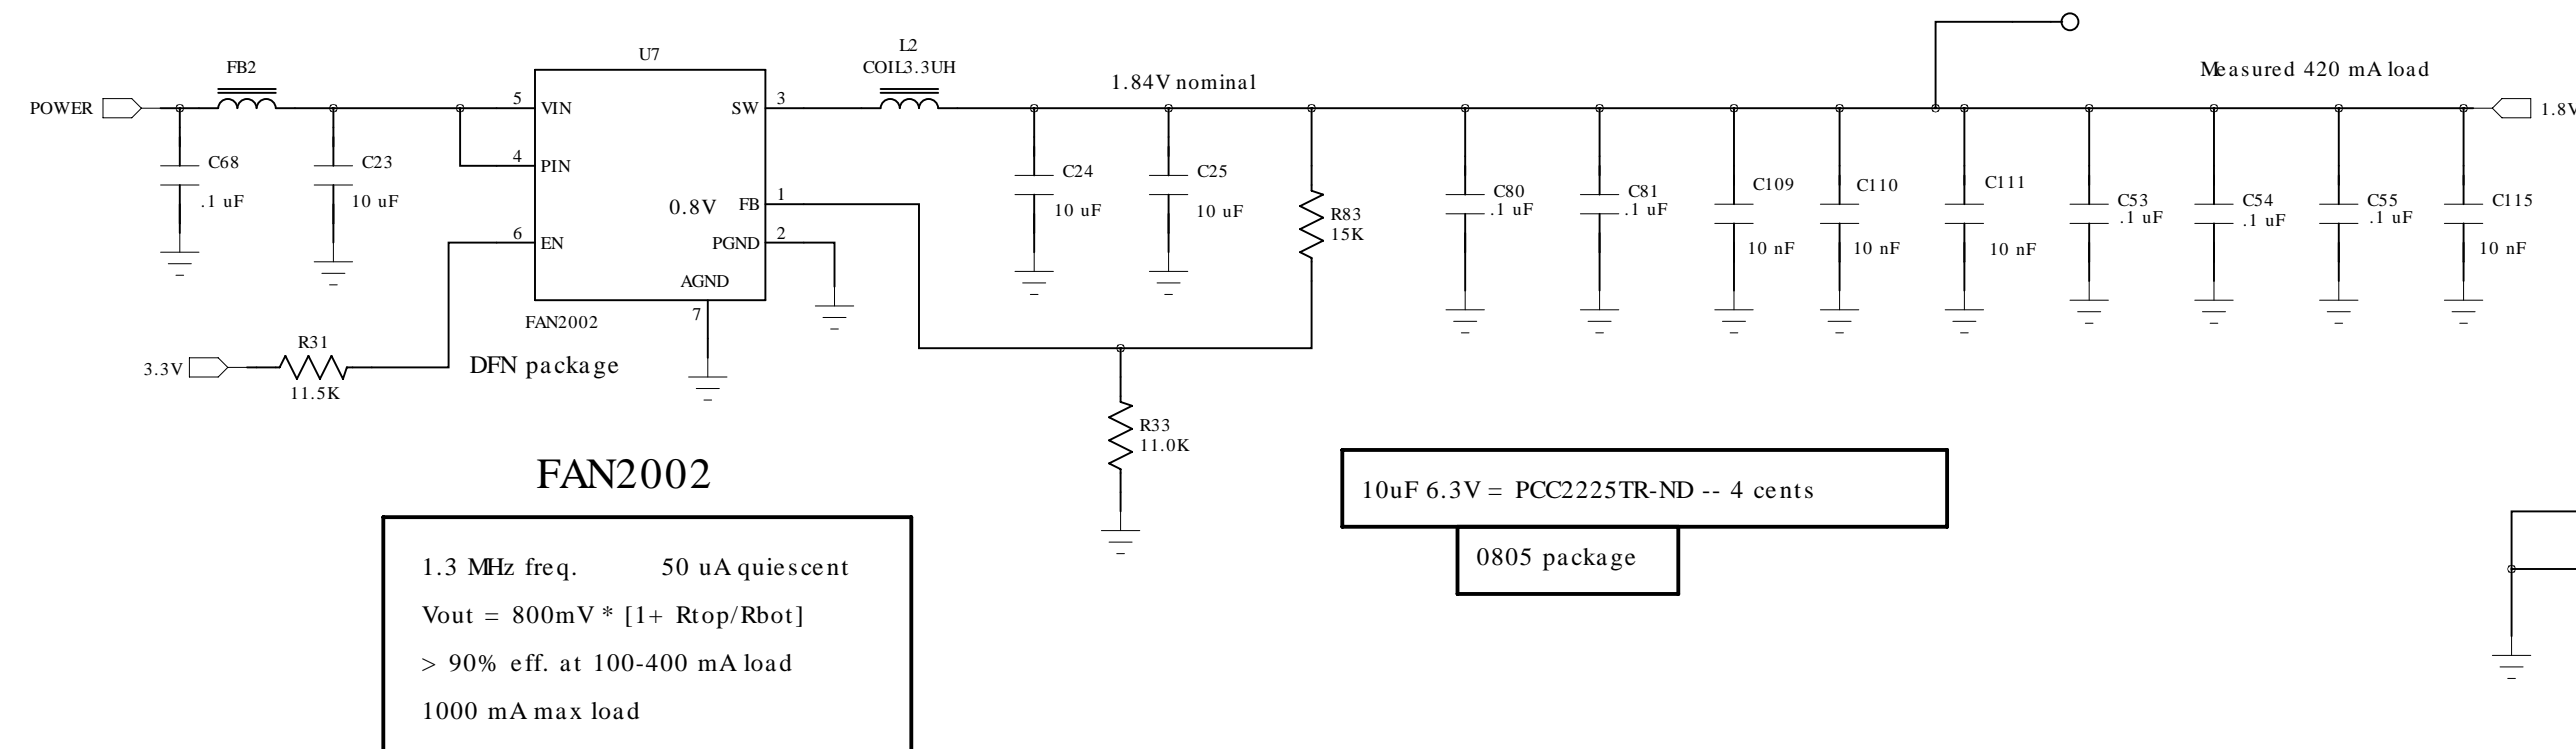 POWER
FB2
C68
.1 uF
C23
10 uF
U7
5
VIN
4
PIN
6
EN
SW
3
0.8V
FB
1
PGND
2
AGND
7
FAN2002
DFN package
3.3V
R31
11.5K
L2
COIL3.3UH
1.84V nominal
C24
10 uF
C25
10 uF
R83
15K
R33
11.0K
C80
.1 uF
C81
.1 uF
C109
10 nF
C110
10 nF
C111
10 nF
C53
.1 uF
C54
.1 uF
C55
.1 uF
C115
10 nF
Measured 420 mA load
1.8V
FAN2002
1.3 MHz freq. 50 uA quiescent
Vout = 800mV * [1+ Rtop/Rbot]
> 90% eff. at 100-400 mA load
1000 mA max load
10uF 6.3V = PCC2225TR-ND -- 4 cents
0805 package